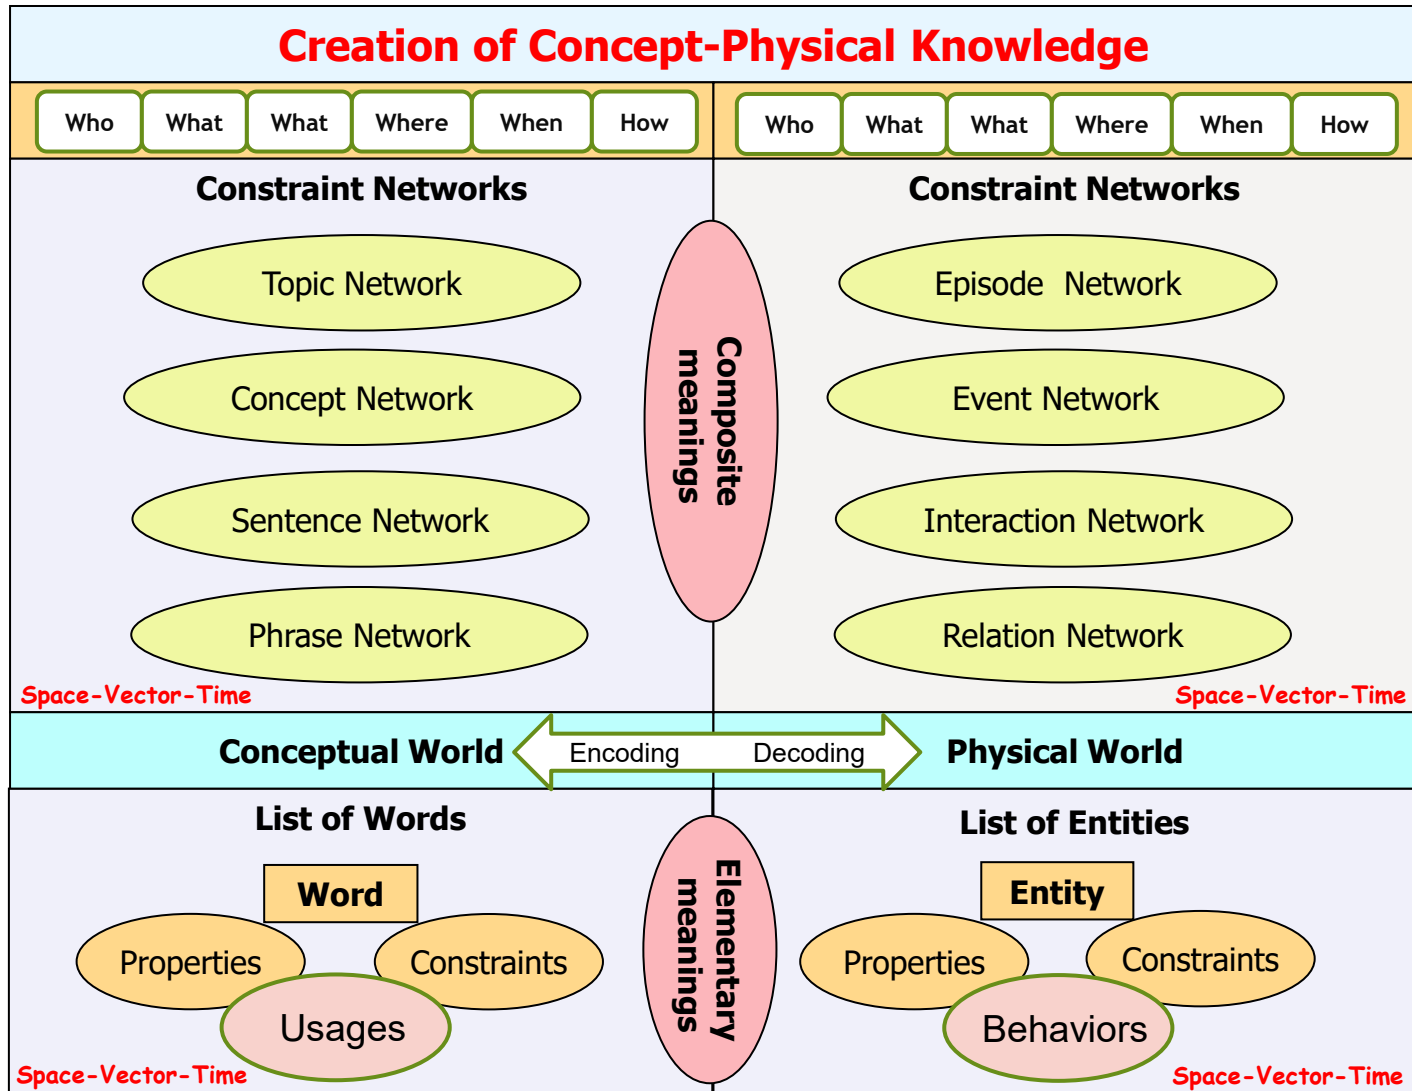 Creation of Concept-Physical Knowledge
Who What What Where When How
Who What What Where When How
Constraint Networks
Topic Network
Concept Network
Sentence Network
Phrase Network
Space-Vector-Time
Composite
meanings
Constraint Networks
Episode Network
Event Network
Interaction Network
Relation Network
Space-Vector-Time
Conceptual World
Encoding
Decoding
Physical World
List of Words
Word
Properties
Constraints
Usages
Space-Vector-Time
Elementary
meanings
List of Entities
Entity
Properties
Constraints
Behaviors
Space-Vector-Time